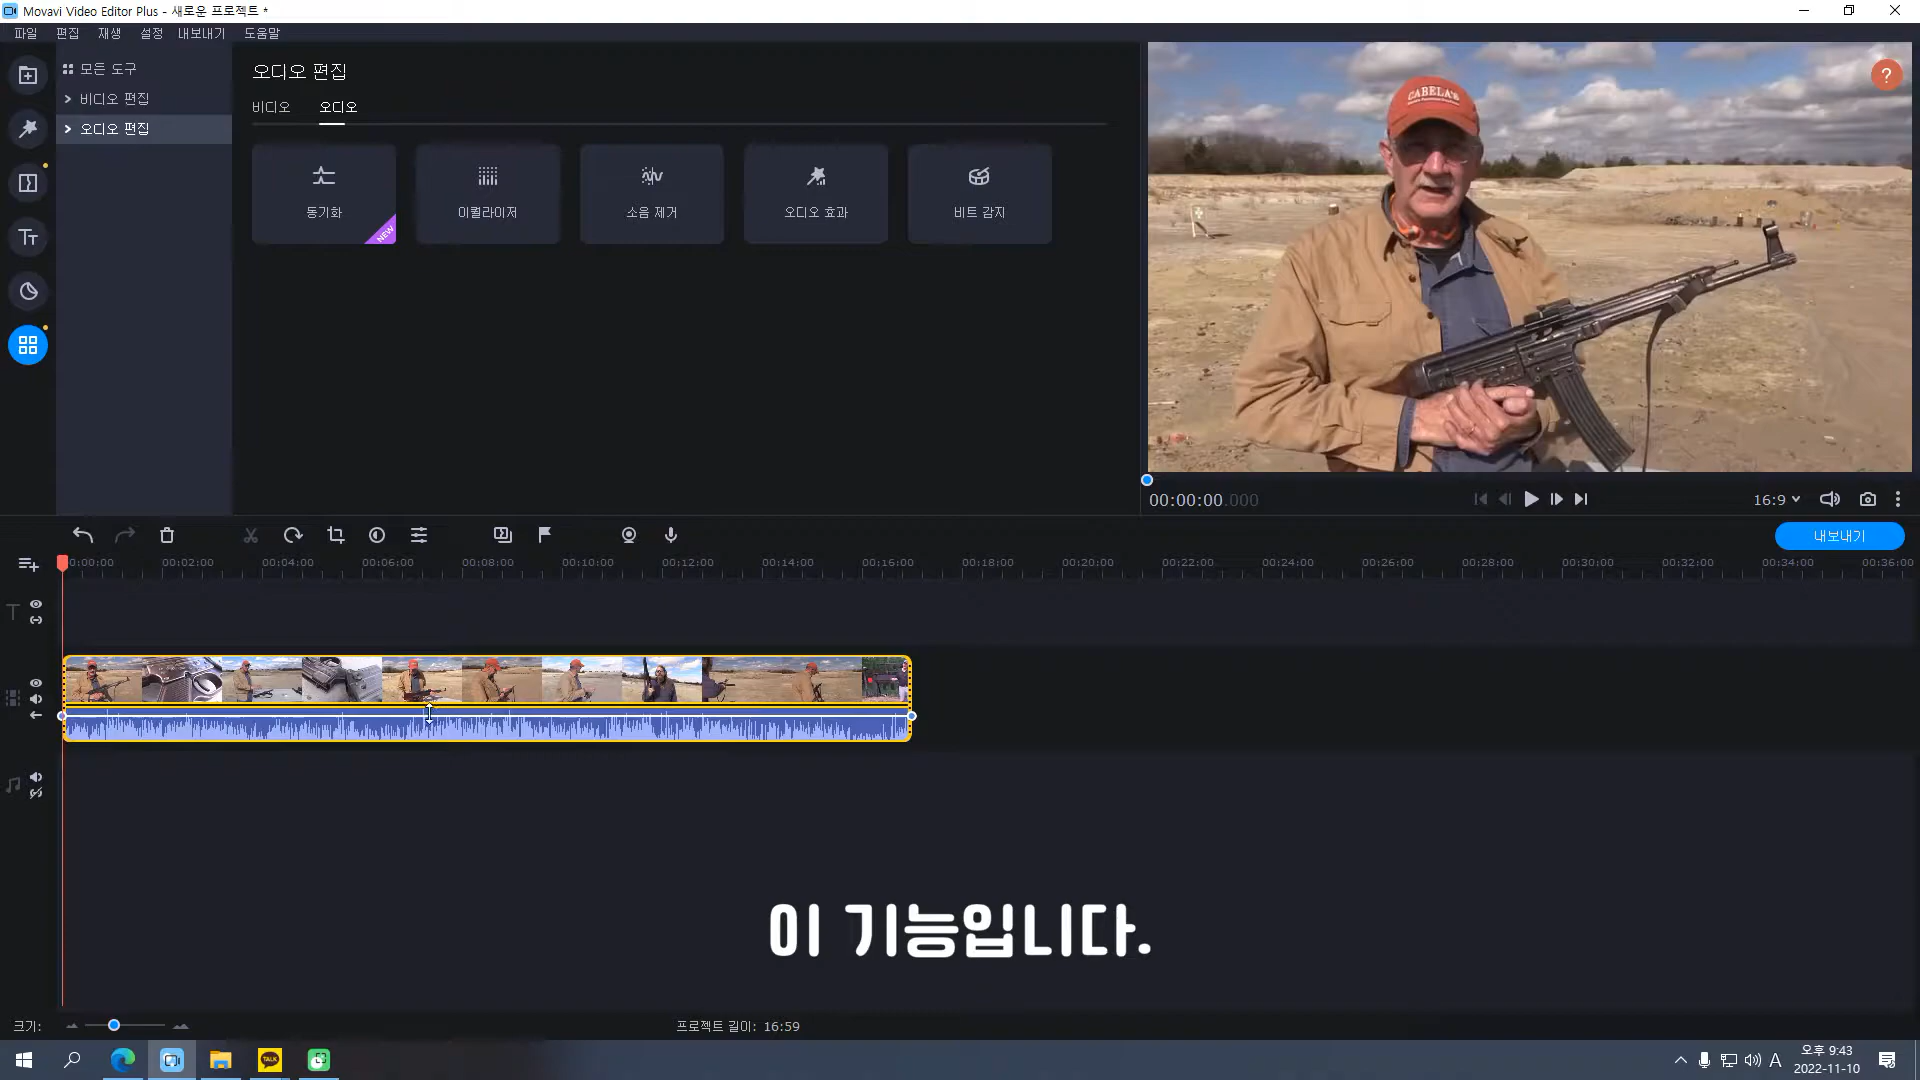 Movavi Video Editor Plus - 새로운 프로젝트 *
파일 편집 재생 설정 내보내기 도움말
모든 도구
비디오 편집
오디오 편집
오디오 편집
비디오 오디오
동기화
NEW
이퀄라이저
소음 제거
오디오 효과
비트 감지
CABELA'S
?
00:00:00.000
16:9
내보내기
0:00:00 00:02:00 00:04:00 00:06:00 00:08:00 00:10:00 00:12:00 00:14:00 00:16:00 00:18:00 00:20:00 00:22:00 00:24:00 00:26:00 00:28:00 00:30:00 00:32:00 00:34:00 00:36:00
이 기능입니다.
크기:
프로젝트 길이: 16:59
TALK
A
오후 9:43
2022-11-10